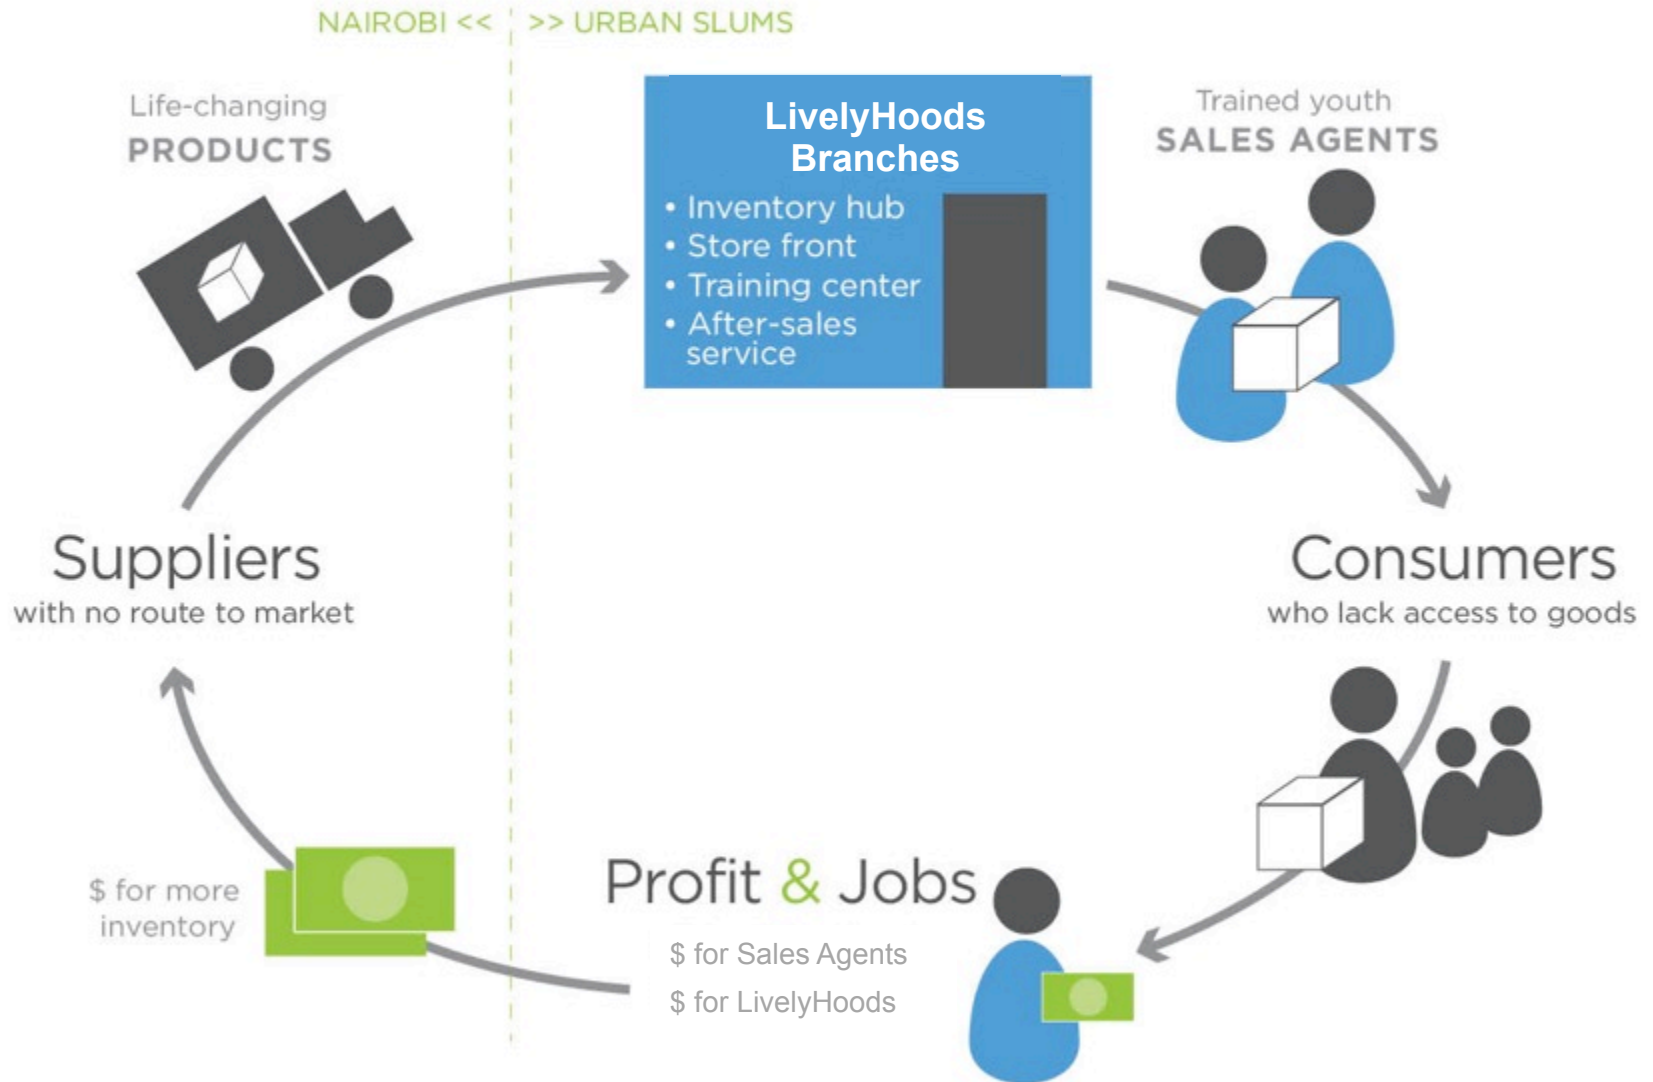 NAIROBI << >> URBAN SLUMS
Life-changing
PRODUCTS
LivelyHoods
Branches
• Inventory hub
• Store front
• Training center
• After-sales
service
Trained youth
SALES AGENTS
Suppliers
with no route to market
Consumers
who lack access to goods
Profit & Jobs
$ for Sales Agents
$ for LivelyHoods
$ for more
inventory